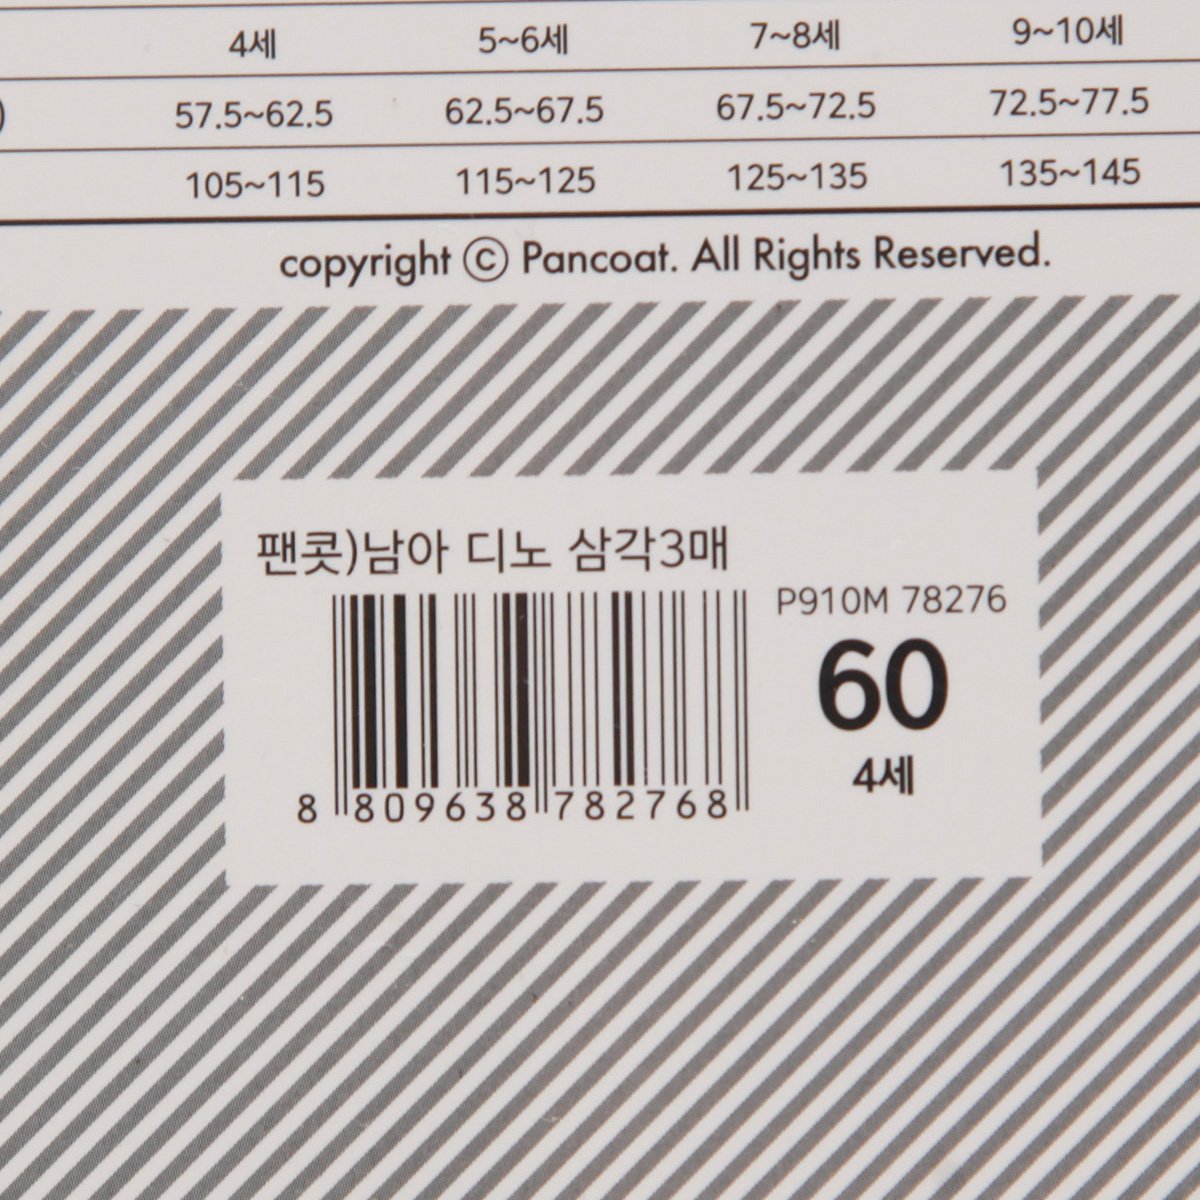 4세 5~6세 7~8세 9~10세
) 57.5~62.5 62.5~67.5 67.5~72.5 72.5~77.5
105~115 115~125 125~135 135~145
copyright ⓒ Pancoat. All Rights Reserved.
팬콧)남아 디노 삼각3매
P910M 78276
60
4세
8 809638 782768